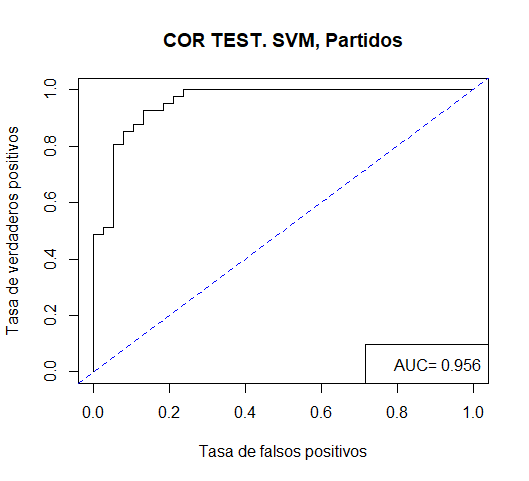 COR TEST. SVM, Partidos
Tasa de verdaderos positivos
1.0
0.8
0.6
0.4
0.2
0.0
AUC= 0.956
0.0 0.2 0.4 0.6 0.8 1.0
Tasa de falsos positivos